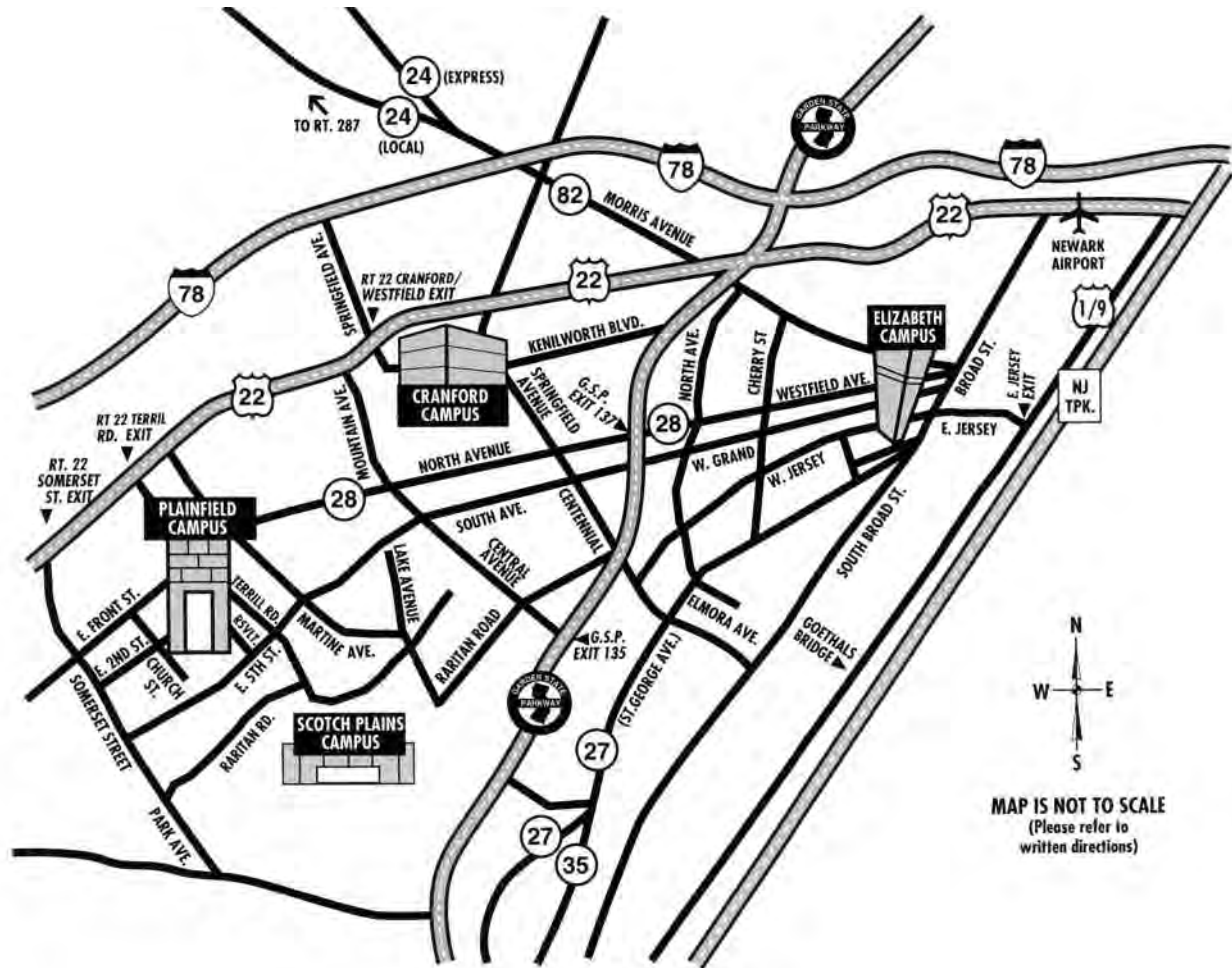 24
(EXPRESS)
TO RT. 287
24
(LOCAL)
GARDEN STATE
PARKWAY
78
78
82
MORRIS AVENUE
22
NEWARK
AIRPORT
SPRINGFIELD AVE.
RT 22 CRANFORD/
WESTFIELD EXIT
22
78
1/9
ELIZABETH
CAMPUS
KENILWORTH BLVD.
CRANFORD
CAMPUS
SPRINGFIELD
AVENUE
G.S.P.
EXIT 137
NORTH AVE.
CHERRY ST
WESTFIELD AVE.
BROAD ST.
E. JERSEY
EXIT
NJ
TPK.
22
MOUNTAIN AVE.
RT 22 TERRIL
RD. EXIT
RT. 22
SOMERSET
ST. EXIT
28
E. JERSEY
NORTH AVENUE
W. GRAND
W. JERSEY
28
PLAINFIELD
CAMPUS
SOUTH AVE.
CENTENNIAL
SOUTH BROAD ST.
LAKE AVENUE
CENTRAL
AVENUE
E. FRONT ST.
TERRILL RD.
RSVLT.
MARTINE AVE.
RARITAN ROAD
ELMORA AVE.
G.S.P.
EXIT 135
GOETHALS
BRIDGE
E. 2ND ST.
CHURCH
ST.
E. 5TH ST.
SOMERSET STREET
RARITAN RD.
SCOTCH PLAINS
CAMPUS
GARDEN STATE
PARKWAY
(ST.GEORGE AVE.)
27
N
W
E
S
PARK AVE.
27
35
MAP IS NOT TO SCALE
(Please refer to
written directions)